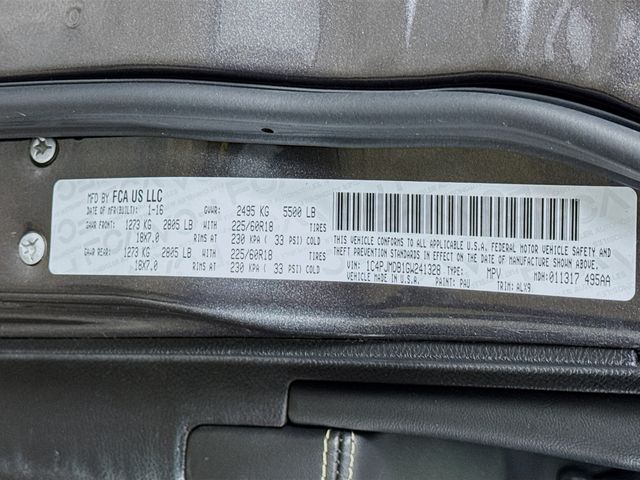 MFD BY FCA US LLC
DATE OF MFR(BUILT): 1-16 GVWR: 2495 KG 5500 LB
GAWR FRONT: 1273 KG 2805 LB WITH 225/60R18 TIRES
18X7.0 RIMS AT 230 KPA ( 33 PSI) COLD
GAWR REAR: 1273 KG 2805 LB WITH 225/60R18 TIRES
18X7.0 RIMS AT 230 KPA ( 33 PSI) COLD
THIS VEHICLE CONFORMS TO ALL APPLICABLE U.S.A. FEDERAL MOTOR VEHICLE SAFETY AND
THEFT PREVENTION STANDARDS IN EFFECT ON THE DATE OF MANUFACTURE SHOWN ABOVE.
VIN: 1C4PJMDB1GW241328 TYPE: MPV MDH: 011317 495AA
VEHICLE MADE IN U.S.A. PAINT: PAU TRIM: ALX9